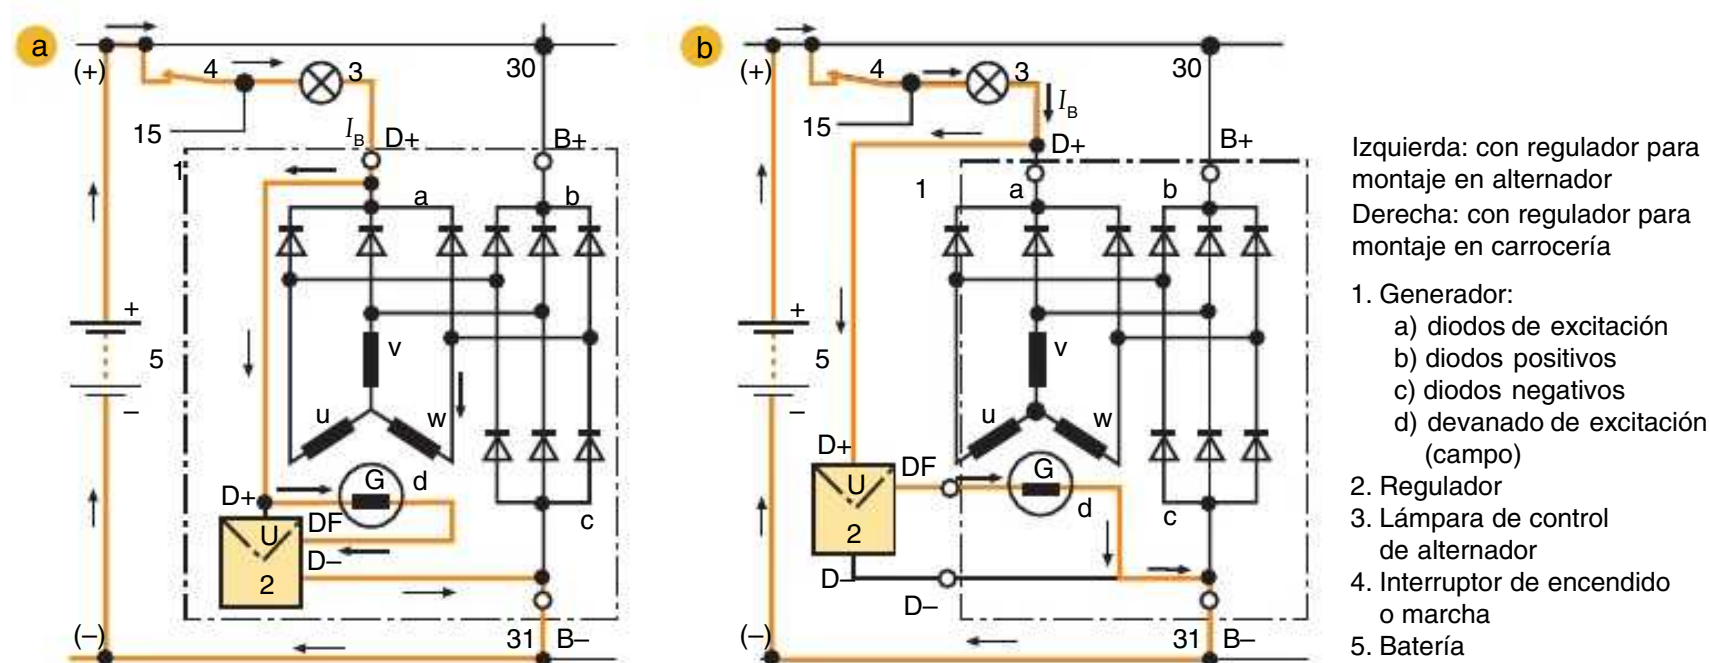 a
(+)
4
3
30
15
I_B
D+
B+
1
a
b
+
5
–
v
u
w
G
d
D+
DF
U
D–
2
c
(–)
31
B–
b
(+)
4
3
30
I_B
15
D+
B+
1
a
b
+
5
–
v
u
w
D+
DF
G
U
d
2
c
D–
D–
(–)
31
B–
Izquierda: con regulador para
montaje en alternador
Derecha: con regulador para
montaje en carrocería
1. Generador:
a) diodos de excitación
b) diodos positivos
c) diodos negativos
d) devanado de excitación
(campo)
2. Regulador
3. Lámpara de control
de alternador
4. Interruptor de encendido
o marcha
5. Batería